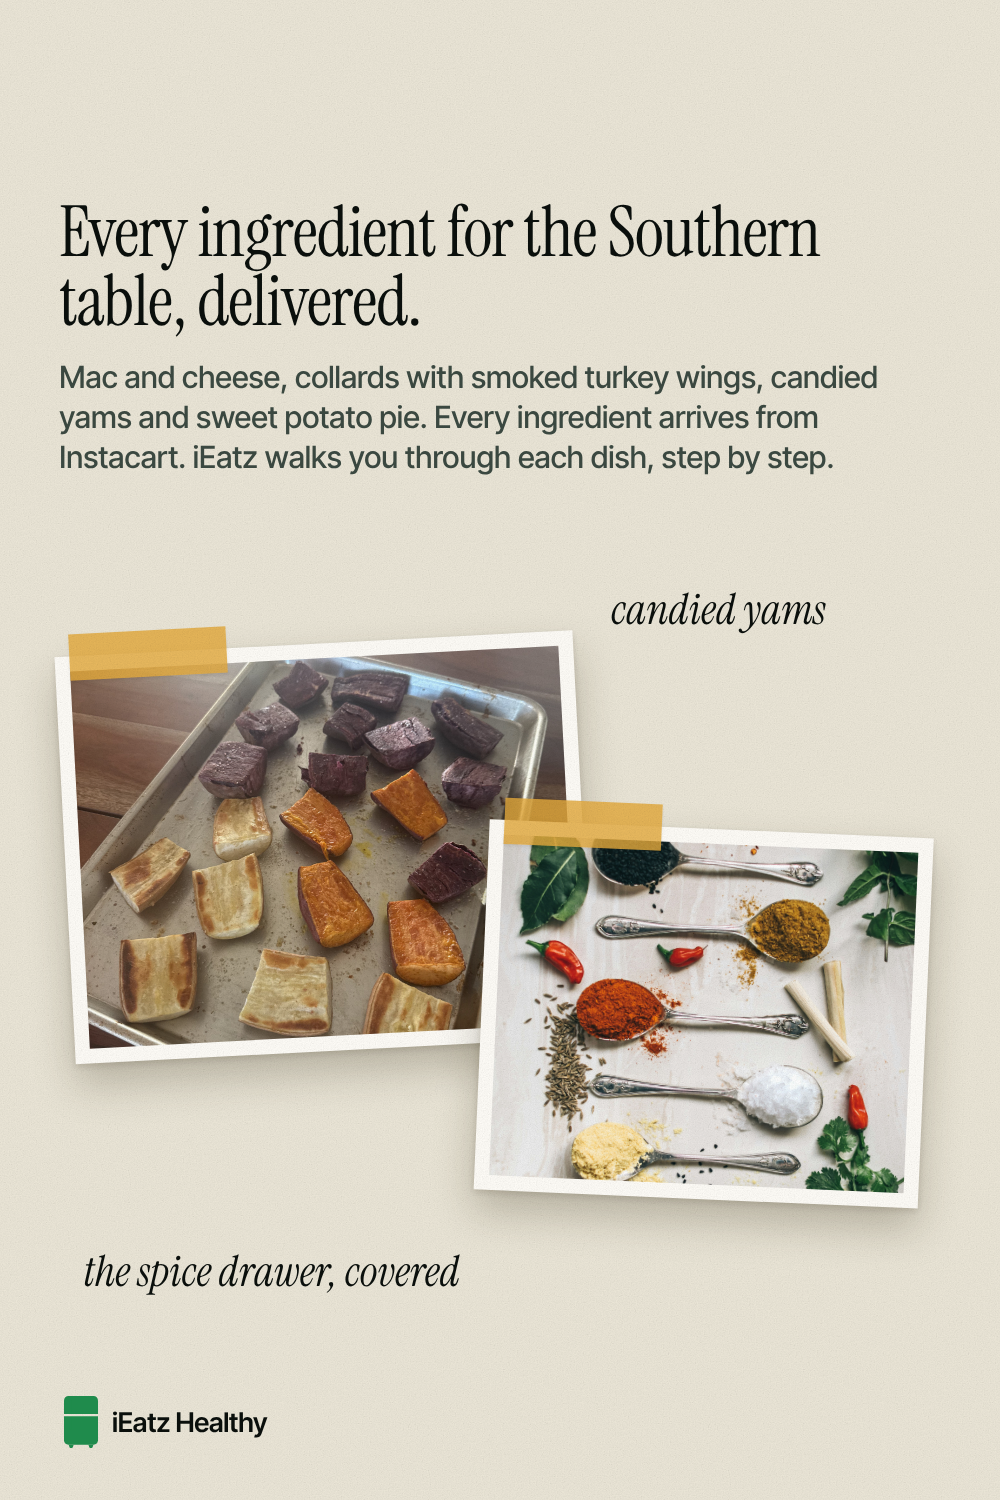 Every ingredient for the Southern
table, delivered.
Mac and cheese, collards with smoked turkey wings, candied
yams and sweet potato pie. Every ingredient arrives from
Instacart. iEatz walks you through each dish, step by step.
candied yams
the spice drawer, covered
iEatz Healthy